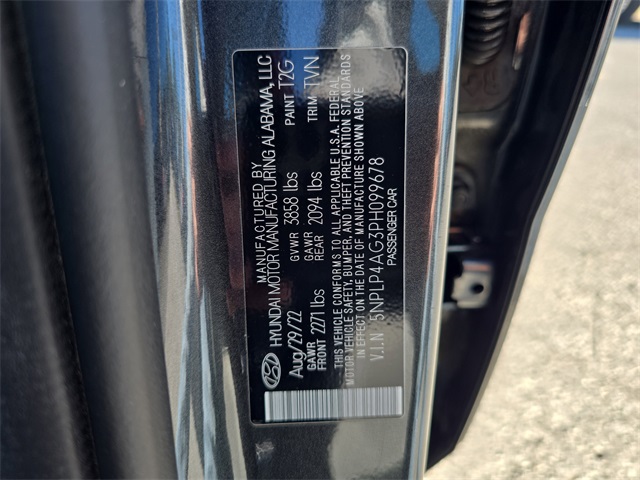 MANUFACTURED BY
HYUNDAI MOTOR MANUFACTURING ALABAMA, LLC
Aug/29/22 GVWR 3858 lbs PAINT T2G
GAWR FRONT 2271 lbs GAWR REAR 2094 lbs TRIM TVN
THIS VEHICLE CONFORMS TO ALL APPLICABLE U.S.A. FEDERAL
MOTOR VEHICLE SAFETY, BUMPER, AND THEFT PREVENTION STANDARDS
IN EFFECT ON THE DATE OF MANUFACTURE SHOWN ABOVE
V.I.N 5NPLP4AG3PH099678
PASSENGER CAR